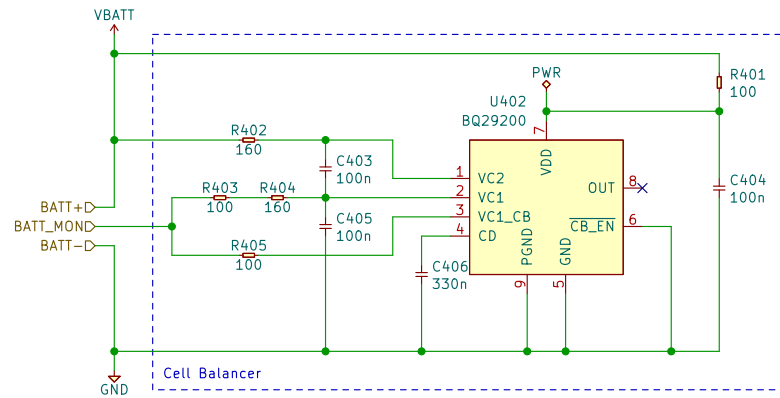 VBATT
R401
100
PWR
U402
BQ29200
7
VDD
R402
160
C403
100n
1
VC2
8
OUT
C404
100n
R403
100
R404
160
2
VC1
BATT+
BATT_MON
BATT-
C405
100n
3
VC1_CB
4
CD
6
CB_EN
R405
100
PGND
GND
C406
330n
9
5
GND
Cell Balancer